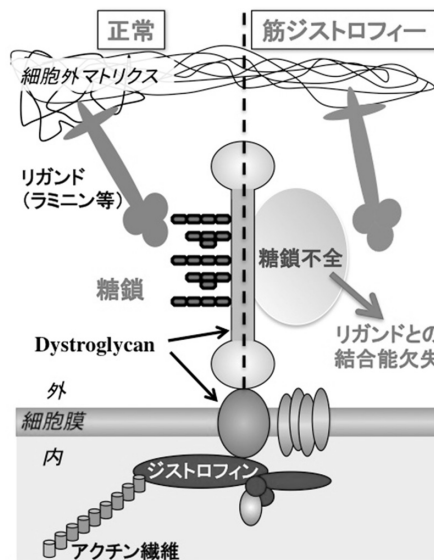 正常
筋ジストロフィー
細胞外マトリクス
リガンド
(ラミニン等)
糖鎖
糖鎖不全
リガンドとの
結合能欠失
Dystroglycan
外
細胞膜
内
ジストロフィン
アクチン繊維